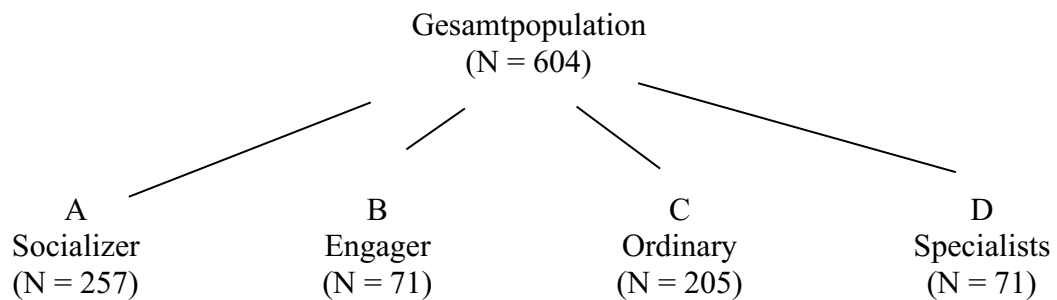 Gesamtpopulation
(N = 604)
A
Socializer
(N = 257)
B
Engager
(N = 71)
C
Ordinary
(N = 205)
D
Specialists
(N = 71)